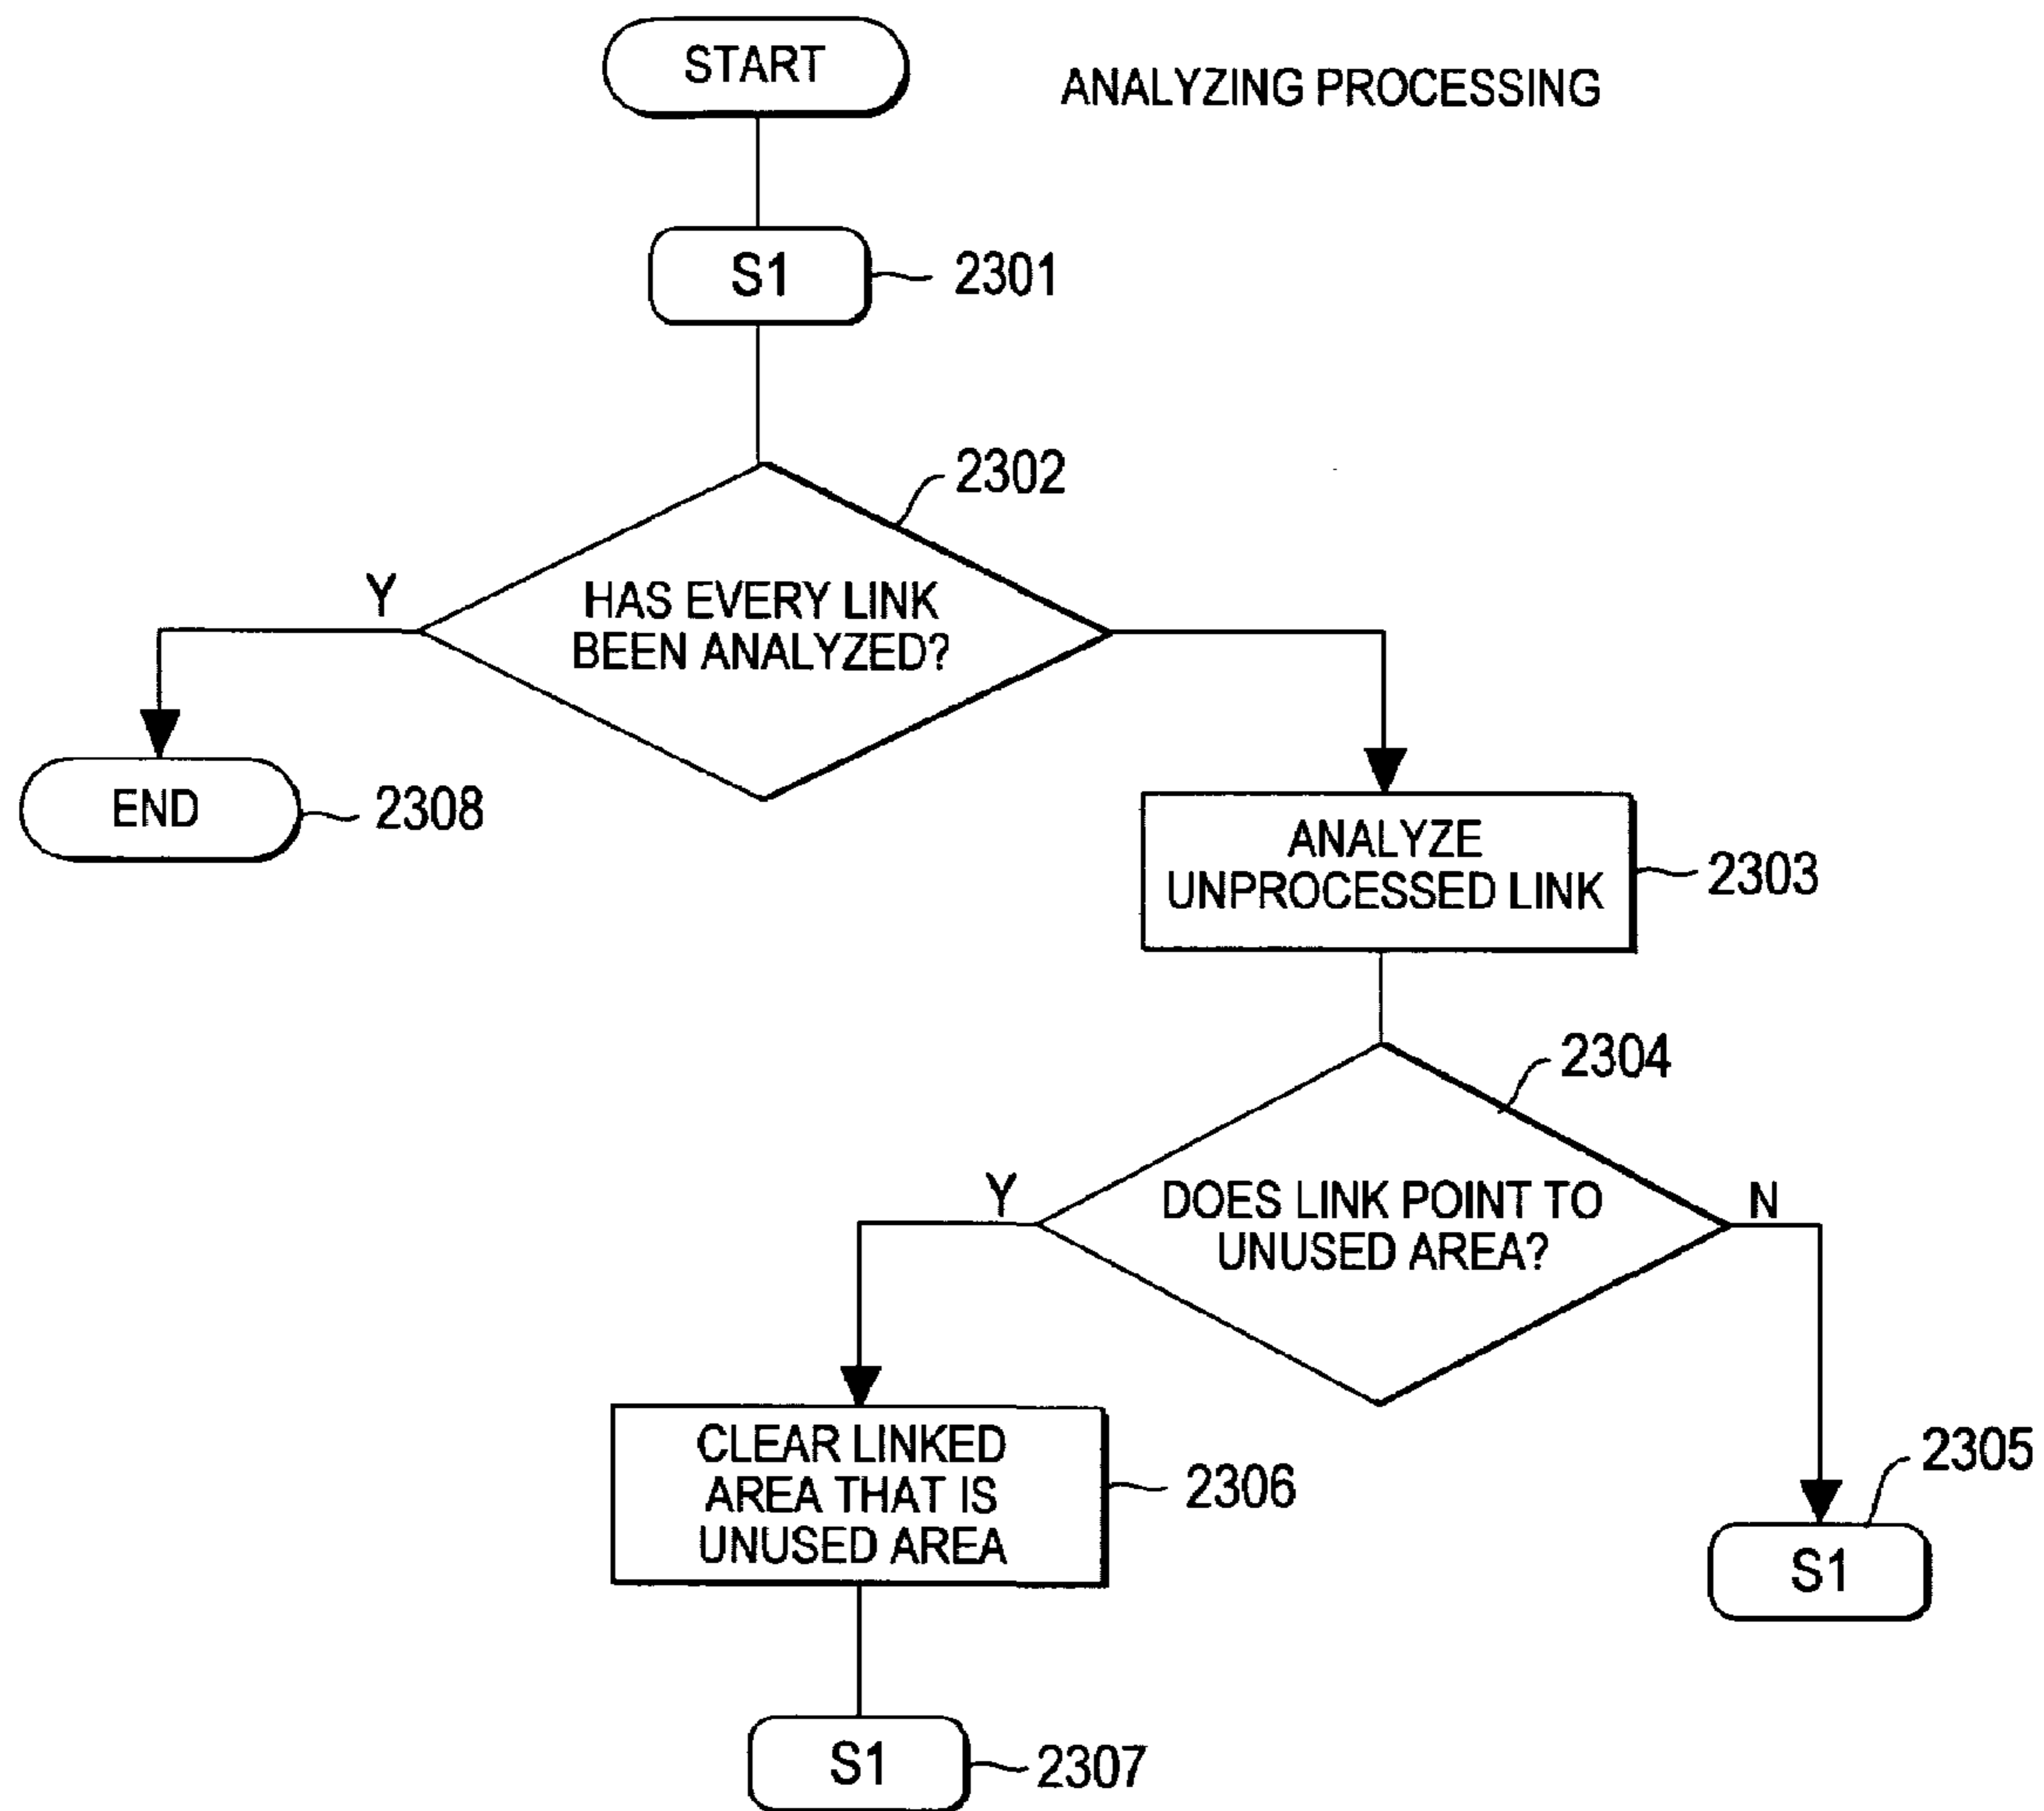 START
ANALYZING PROCESSING
S1
2301
2302
Y
HAS EVERY LINK
BEEN ANALYZED?
END
2308
ANALYZE
UNPROCESSED LINK
2303
2304
Y
DOES LINK POINT TO
UNUSED AREA?
N
CLEAR LINKED
AREA THAT IS
UNUSED AREA
2306
2305
S1
S1
2307